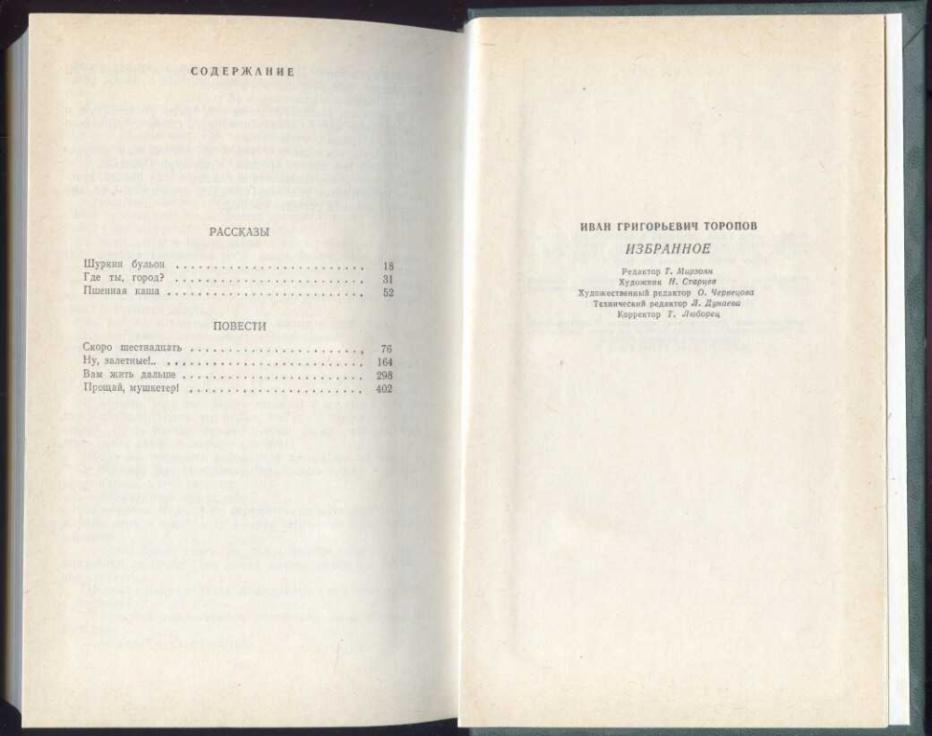 СОДЕРЖАНИЕ
РАССКАЗЫ
Шуркин бульон . . . . . . . . . . . . . . . . . . . . . . . . 18
Где ты, город? . . . . . . . . . . . . . . . . . . . . . . . . 31
Пшенная каша . . . . . . . . . . . . . . . . . . . . . . . . 52
ПОВЕСТИ
Скоро шестнадцать . . . . . . . . . . . . . . . . . . . . . . 76
Ну, залетные!.. . . . . . . . . . . . . . . . . . . . . . . . 164
Вам жить дальше . . . . . . . . . . . . . . . . . . . . . . . 298
Прощай, мушкетер! . . . . . . . . . . . . . . . . . . . . . . 402
ИВАН ГРИГОРЬЕВИЧ ТОРОПОВ
ИЗБРАННОЕ
Редактор Т. Мирзоян
Художник Н. Старцев
Художественный редактор О. Червецова
Технический редактор Л. Дунаева
Корректор Т. Люборец